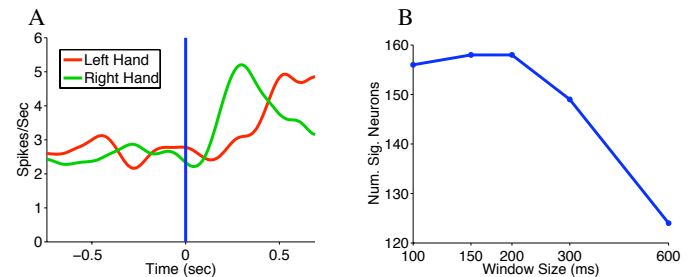 A
B
6
5
4
3
2
1
0
Spikes/Sec
Left Hand
Right Hand
−0.5
0
0.5
Time (sec)
160
150
140
130
120
Num. Sig. Neurons
100
150
200
300
600
Window Size (ms)